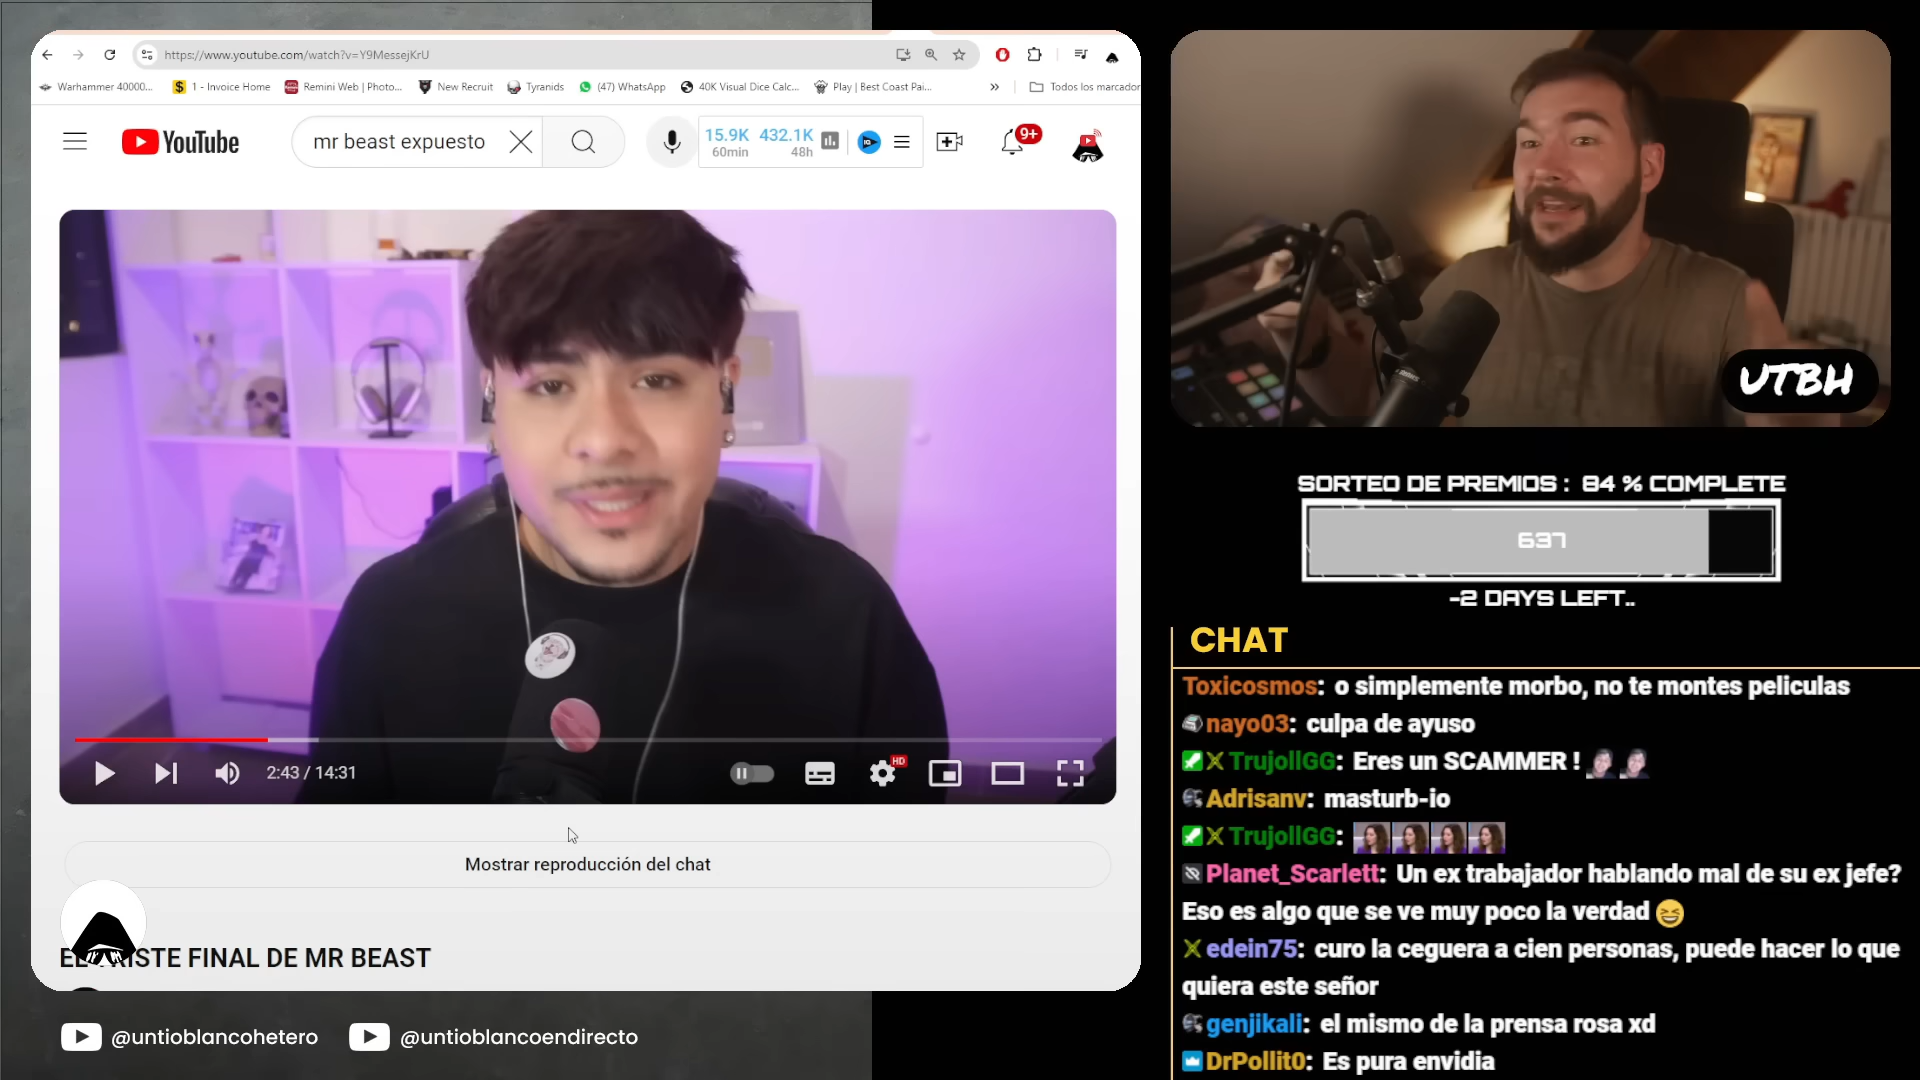 https://www.youtube.com/watch?v=Y9MessejKrU
Warhammer 40000... 1 - Invoice Home Remini Web | Photo... New Recruit Tyranids (47) WhatsApp 40K Visual Dice Calc... Play | Best Coast Pai... » Todos los marcador
YouTube
mr beast expuesto
15.9K 432.1K
60min 48h
9+
UTBH
SORTEO DE PREMIOS : 84 % COMPLETE
637
-2 DAYS LEFT..
HD
2:43 / 14:31
Mostrar reproducción del chat
FINAL DE MR BEAST
@untioblancohetero @untioblancoendirecto
CHAT
Toxicosmos: o simplemente morbo, no te montes peliculas
nayo03: culpa de ayuso
TrujollGG: Eres un SCAMMER !
Adrisanv: masturb-io
TrujollGG:
Planet_Scarlett: Un ex trabajador hablando mal de su ex jefe?
Eso es algo que se ve muy poco la verdad 😆
edein75: curo la ceguera a cien personas, puede hacer lo que
quiera este señor
genjikali: el mismo de la prensa rosa xd
DrPollit0: Es pura envidia